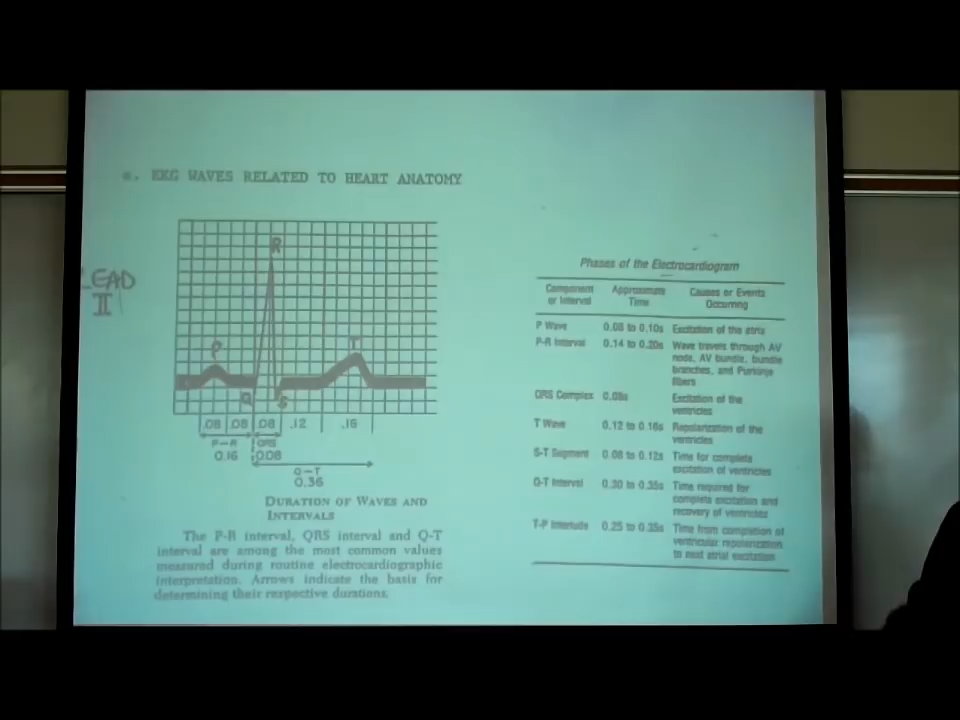 e. EKG WAVES RELATED TO HEART ANATOMY
LEAD
II
R
P
T
Q
S
.08 .08 .08 .12 .16
P-R QRS
0.16 0.08
Q-T
0.36
DURATION OF WAVES AND
INTERVALS
The P-R interval, QRS interval and Q-T
interval are among the most common values
measured during routine electrocardiographic
interpretation. Arrows indicate the basis for
determining their respective durations.
Phases of the Electrocardiogram
Component Approximate Causes or Events
or Interval Time Occurring
P Wave 0.08 to 0.10s Excitation of the atria
P-R Interval 0.14 to 0.20s Wave travels through AV
node, AV bundle, bundle
branches, and Purkinje
fibers
QRS Complex 0.08s Excitation of the
ventricles
T Wave 0.12 to 0.16s Repolarization of the
ventricles
S-T Segment 0.08 to 0.12s Time for complete
excitation of ventricles
Q-T Interval 0.30 to 0.35s Time required for
complete excitation and
recovery of ventricles
T-P Interlude 0.25 to 0.35s Time from completion of
ventricular repolarization
to next atrial excitation